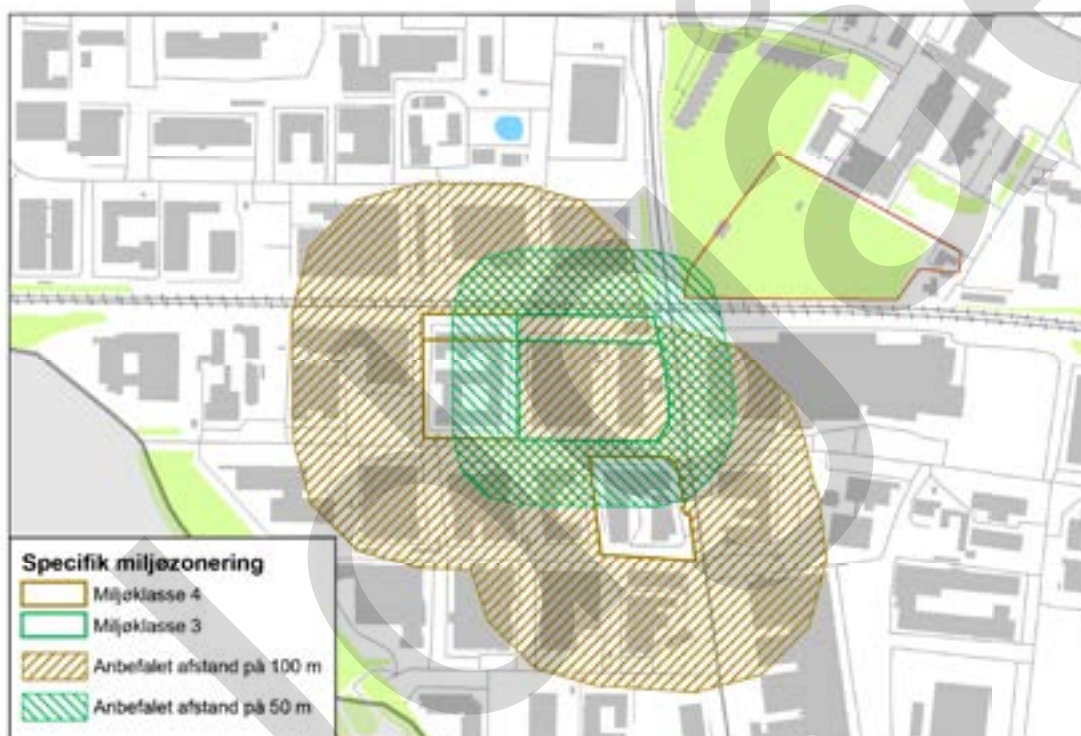 Specifik miljøzonering
Miljøklasse 4
Miljøklasse 3
Anbefalet afstand på 100 m
Anbefalet afstand på 50 m